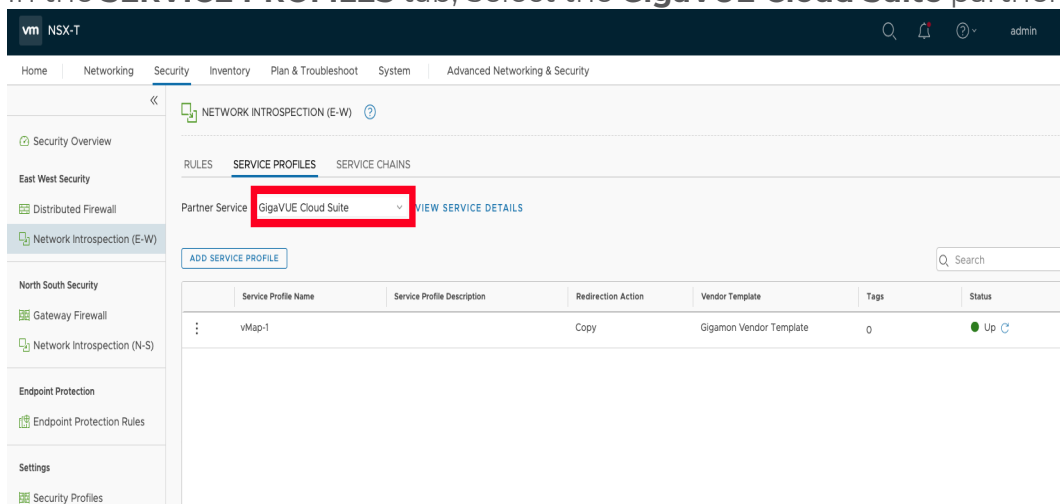 In the SERVICE PROFILES tab, select the GigaVUE Cloud Suite partner
vm NSX-T
admin
Home Networking Security Inventory Plan & Troubleshoot System Advanced Networking & Security
NETWORK INTROSPECTION (E-W)
Security Overview
RULES SERVICE PROFILES SERVICE CHAINS
East West Security
Distributed Firewall
Partner Service GigaVUE Cloud Suite VIEW SERVICE DETAILS
Network Introspection (E-W)
ADD SERVICE PROFILE
Search
North South Security
Service Profile Name Service Profile Description Redirection Action Vendor Template Tags Status
Gateway Firewall
vMap-1 Copy Gigamon Vendor Template 0 Up
Network Introspection (N-S)
Endpoint Protection
Endpoint Protection Rules
Settings
Security Profiles